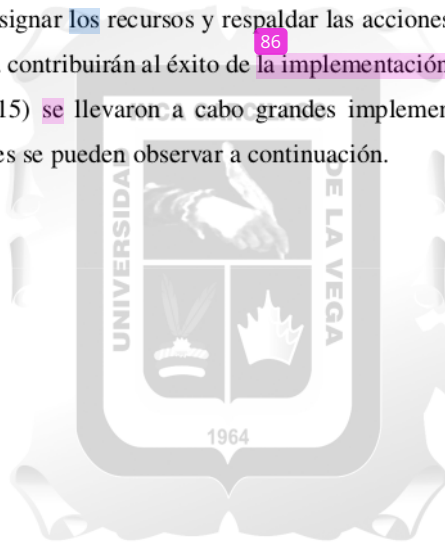 signar los recursos y respaldar las acciones
86
contribuirán al éxito de la implementación
15) se llevaron a cabo grandes implemen
es se pueden observar a continuación.
UNIVERSIDAD
DE LA VEGA
1964